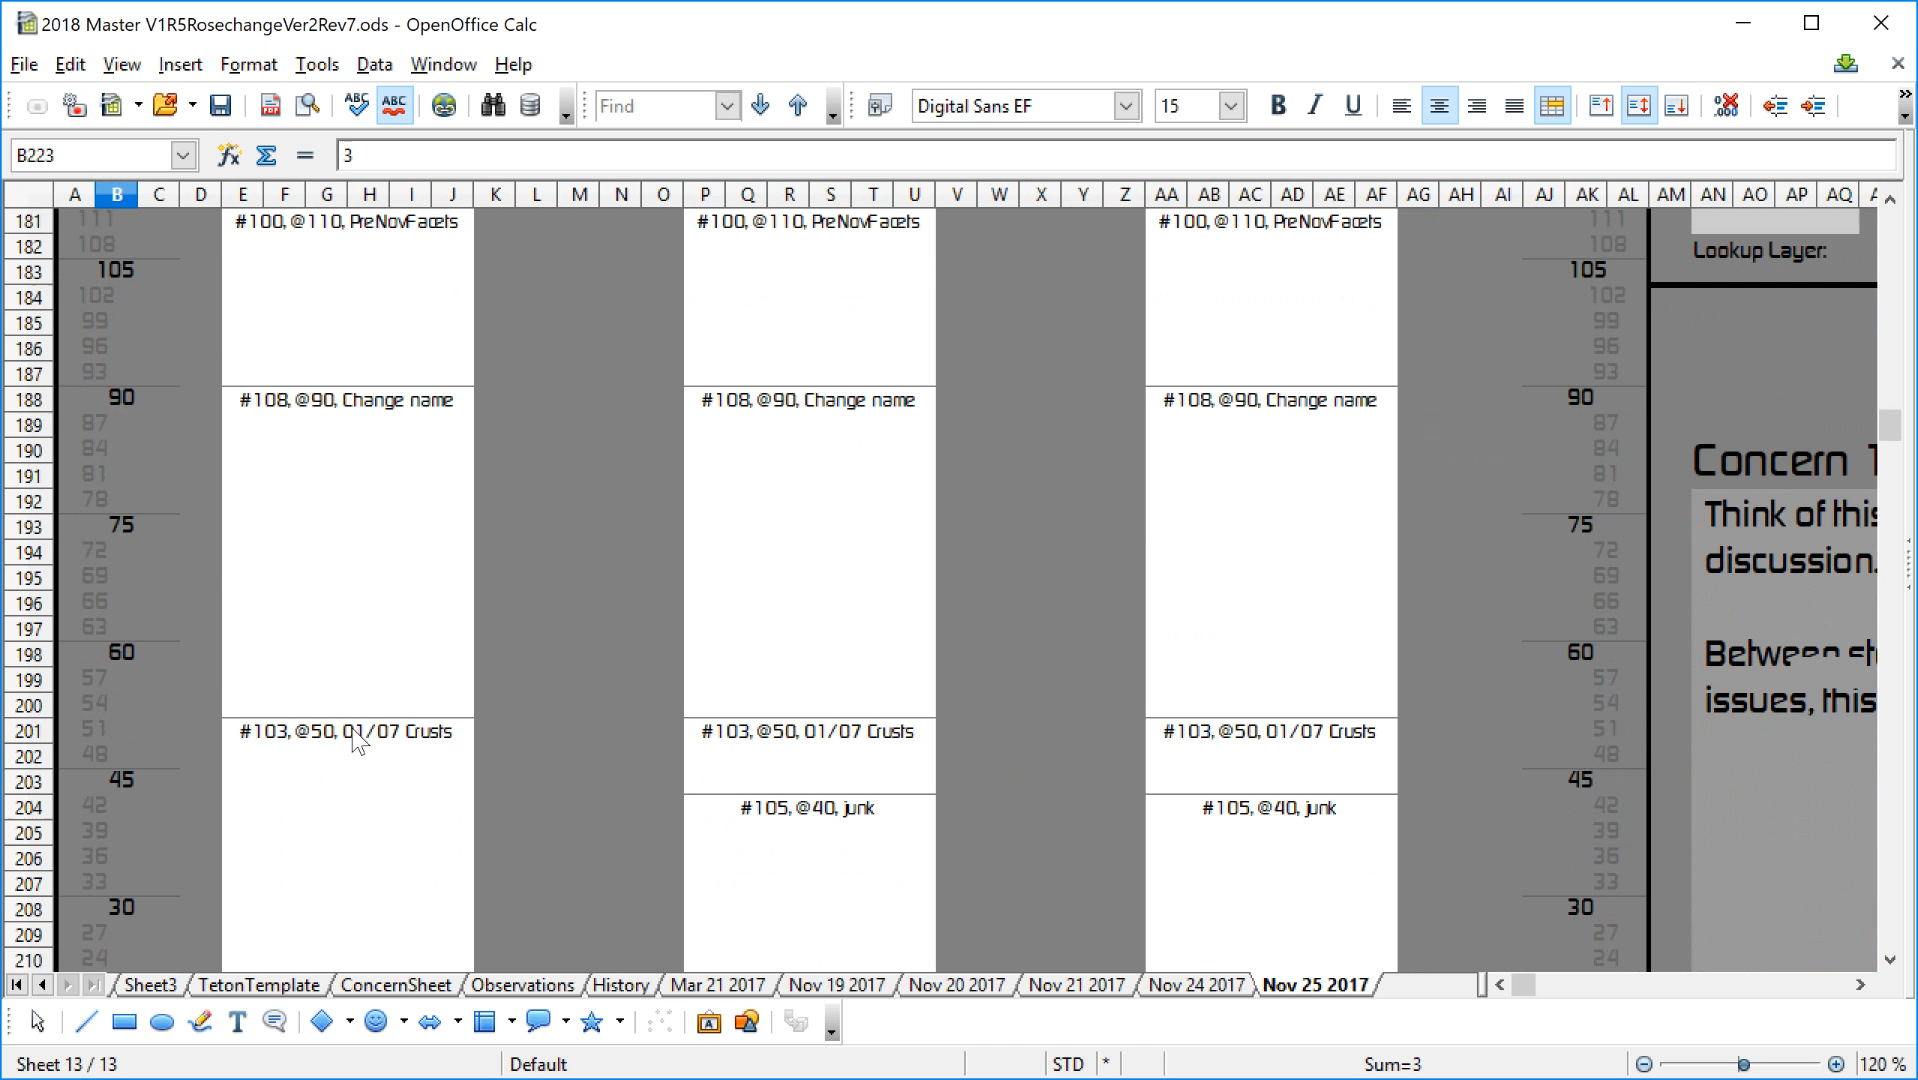 2018 Master V1R5RosechangeVer2Rev7.ods - OpenOffice Calc
File Edit View Insert Format Tools Data Window Help
Find
Digital Sans EF
15
B223
3
A B C D E F G H I J K L M N O P Q R S T U V W X Y Z AA AB AC AD AE AF AG AH AI AJ AK AL AM AN AO AP AQ
181 111 #100, @110, PreNovFacets #100, @110, PreNovFacets #100, @110, PreNovFacets 111
182 108 108 Lookup Layer:
183 105 105
184 102 102
185 99 99
186 96 96
187 93 93
188 90 #108, @90, Change name #108, @90, Change name #108, @90, Change name 90
189 87 87
190 84 84 Concern
191 81 81
192 78 78 Think of this
193 75 75
194 72 72 discussion.
195 69 69
196 66 66
197 63 63
198 60 60 Between
199 57 57
200 54 54 issues, this
201 51 #103, @50, 01/07 Crusts #103, @50, 01/07 Crusts #103, @50, 01/07 Crusts 51
202 48 48
203 45 45
204 42 #105, @40, junk #105, @40, junk 42
205 39 39
206 36 36
207 33 33
208 30 30
209 27 27
210 24 24
Sheet3 TetonTemplate ConcernSheet Observations History Mar 21 2017 Nov 19 2017 Nov 20 2017 Nov 21 2017 Nov 24 2017 Nov 25 2017
Sheet 13 / 13 Default STD * Sum=3 120 %